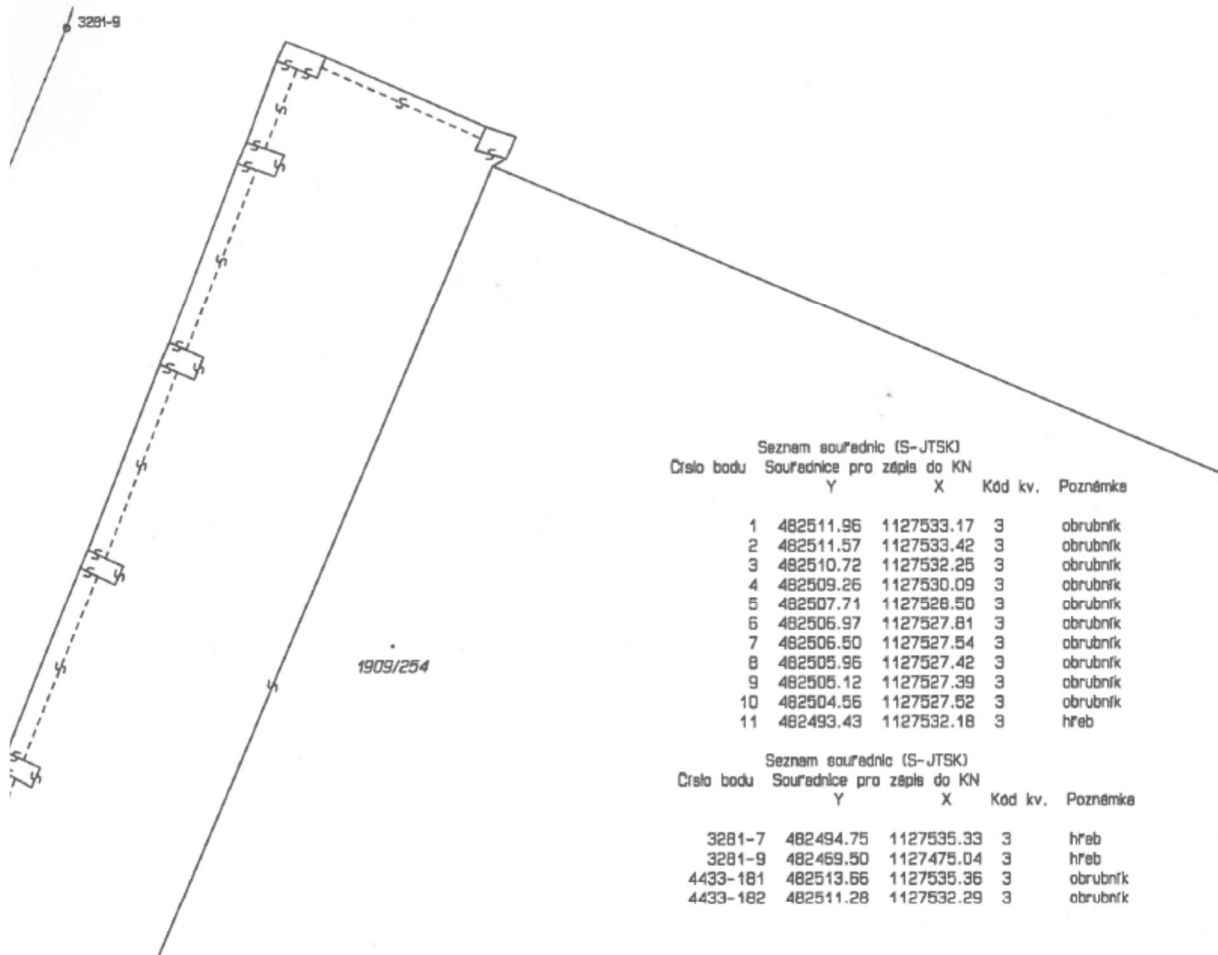 3281-9
1909/254
Seznam souřadnic (S-JTSK)
Číslo bodu Souřadnice pro zápis do KN
Y X Kód kv. Poznámka
1 482511.96 1127533.17 3 obrubník
2 482511.57 1127533.42 3 obrubník
3 482510.72 1127532.25 3 obrubník
4 482509.26 1127530.09 3 obrubník
5 482507.71 1127528.50 3 obrubník
6 482506.97 1127527.81 3 obrubník
7 482506.50 1127527.54 3 obrubník
8 482505.96 1127527.42 3 obrubník
9 482505.12 1127527.39 3 obrubník
10 482504.56 1127527.52 3 obrubník
11 482493.43 1127532.18 3 hřeb
Seznam souřadnic (S-JTSK)
Číslo bodu Souřadnice pro zápis do KN
Y X Kód kv. Poznámka
3281-7 482494.75 1127535.33 3 hřeb
3281-9 482469.50 1127475.04 3 hřeb
4433-181 482513.66 1127535.36 3 obrubník
4433-182 482511.28 1127532.29 3 obrubník